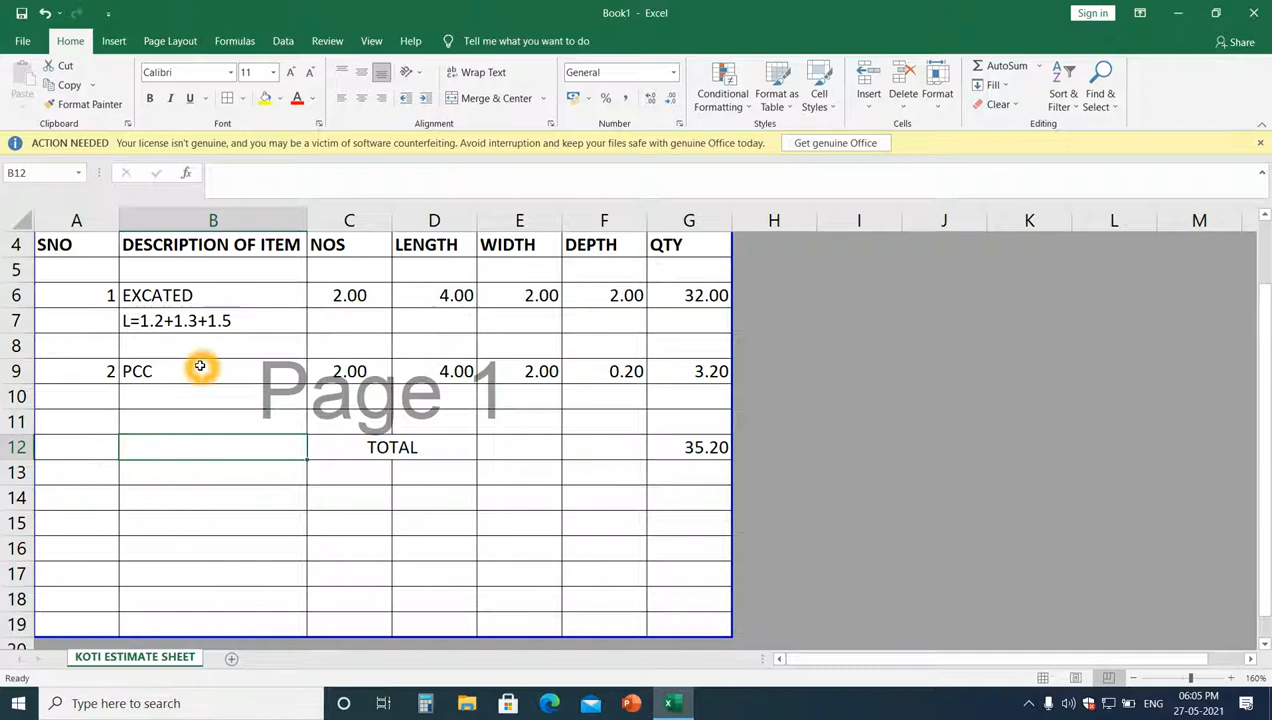 Book1 - Excel
Sign in
File Home Insert Page Layout Formulas Data Review View Help Tell me what you want to do Share
Cut
Copy
Format Painter
Paste
Clipboard
Calibri 11
B I U
Font
Wrap Text
Merge & Center
Alignment
General
Number
Conditional Formatting
Format as Table
Cell Styles
Styles
Insert Delete Format
Cells
AutoSum
Fill
Clear
Sort & Filter
Find & Select
Editing
ACTION NEEDED Your license isn't genuine, and you may be a victim of software counterfeiting. Avoid interruption and keep your files safe with genuine Office today. Get genuine Office
B12 fx
A B C D E F G H I J K L M
4 SNO DESCRIPTION OF ITEM NOS LENGTH WIDTH DEPTH QTY
5
6 1 EXCATED 2.00 4.00 2.00 2.00 32.00
7 L=1.2+1.3+1.5
8
9 2 PCC 2.00 4.00 2.00 0.20 3.20
Page 1
10
11
12 TOTAL 35.20
13
14
15
16
17
18
19
20
KOTI ESTIMATE SHEET
Ready 160%
Type here to search
ENG
06:05 PM
27-05-2021